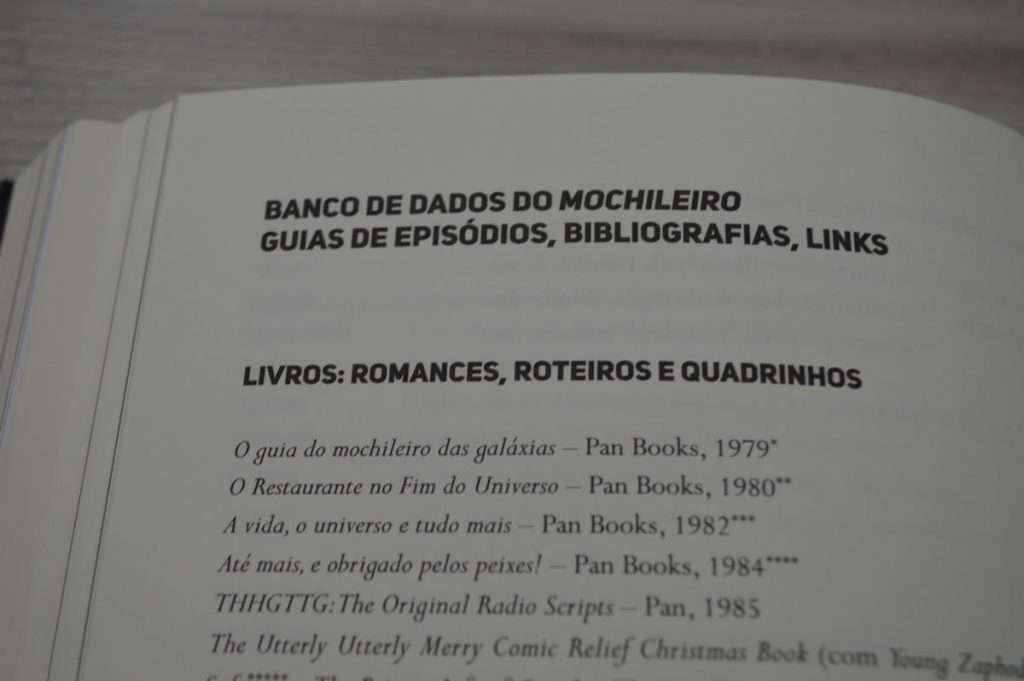 BANCO DE DADOS DO MOCHILEIRO
GUIAS DE EPISÓDIOS, BIBLIOGRAFIAS, LINKS
LIVROS: ROMANCES, ROTEIROS E QUADRINHOS
O guia do mochileiro das galáxias – Pan Books, 1979*
O Restaurante no Fim do Universo – Pan Books, 1980**
A vida, o universo e tudo mais – Pan Books, 1982***
Até mais, e obrigado pelos peixes! – Pan Books, 1984****
THHGTTG: The Original Radio Scripts – Pan, 1985
The Utterly Utterly Merry Comic Relief Christmas Book (com Young Zaphod